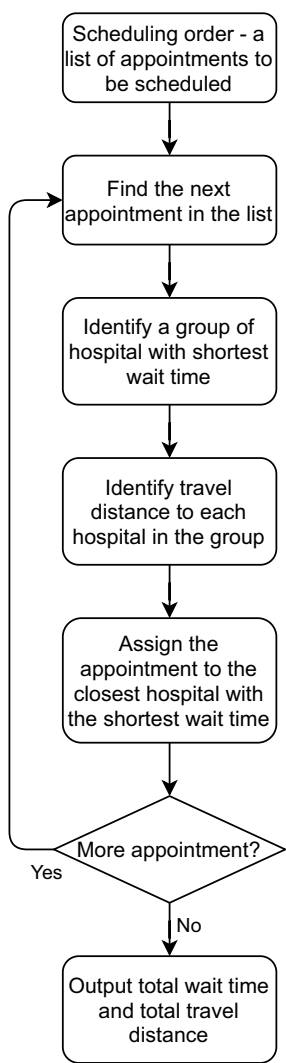 Scheduling order - a
list of appointments to
be scheduled
Find the next
appointment in the list
Identify a group of
hospital with shortest
wait time
Identify travel
distance to each
hospital in the group
Assign the
appointment to the
closest hospital with
the shortest wait time
More appointment?
Yes
No
Output total wait time
and total travel
distance